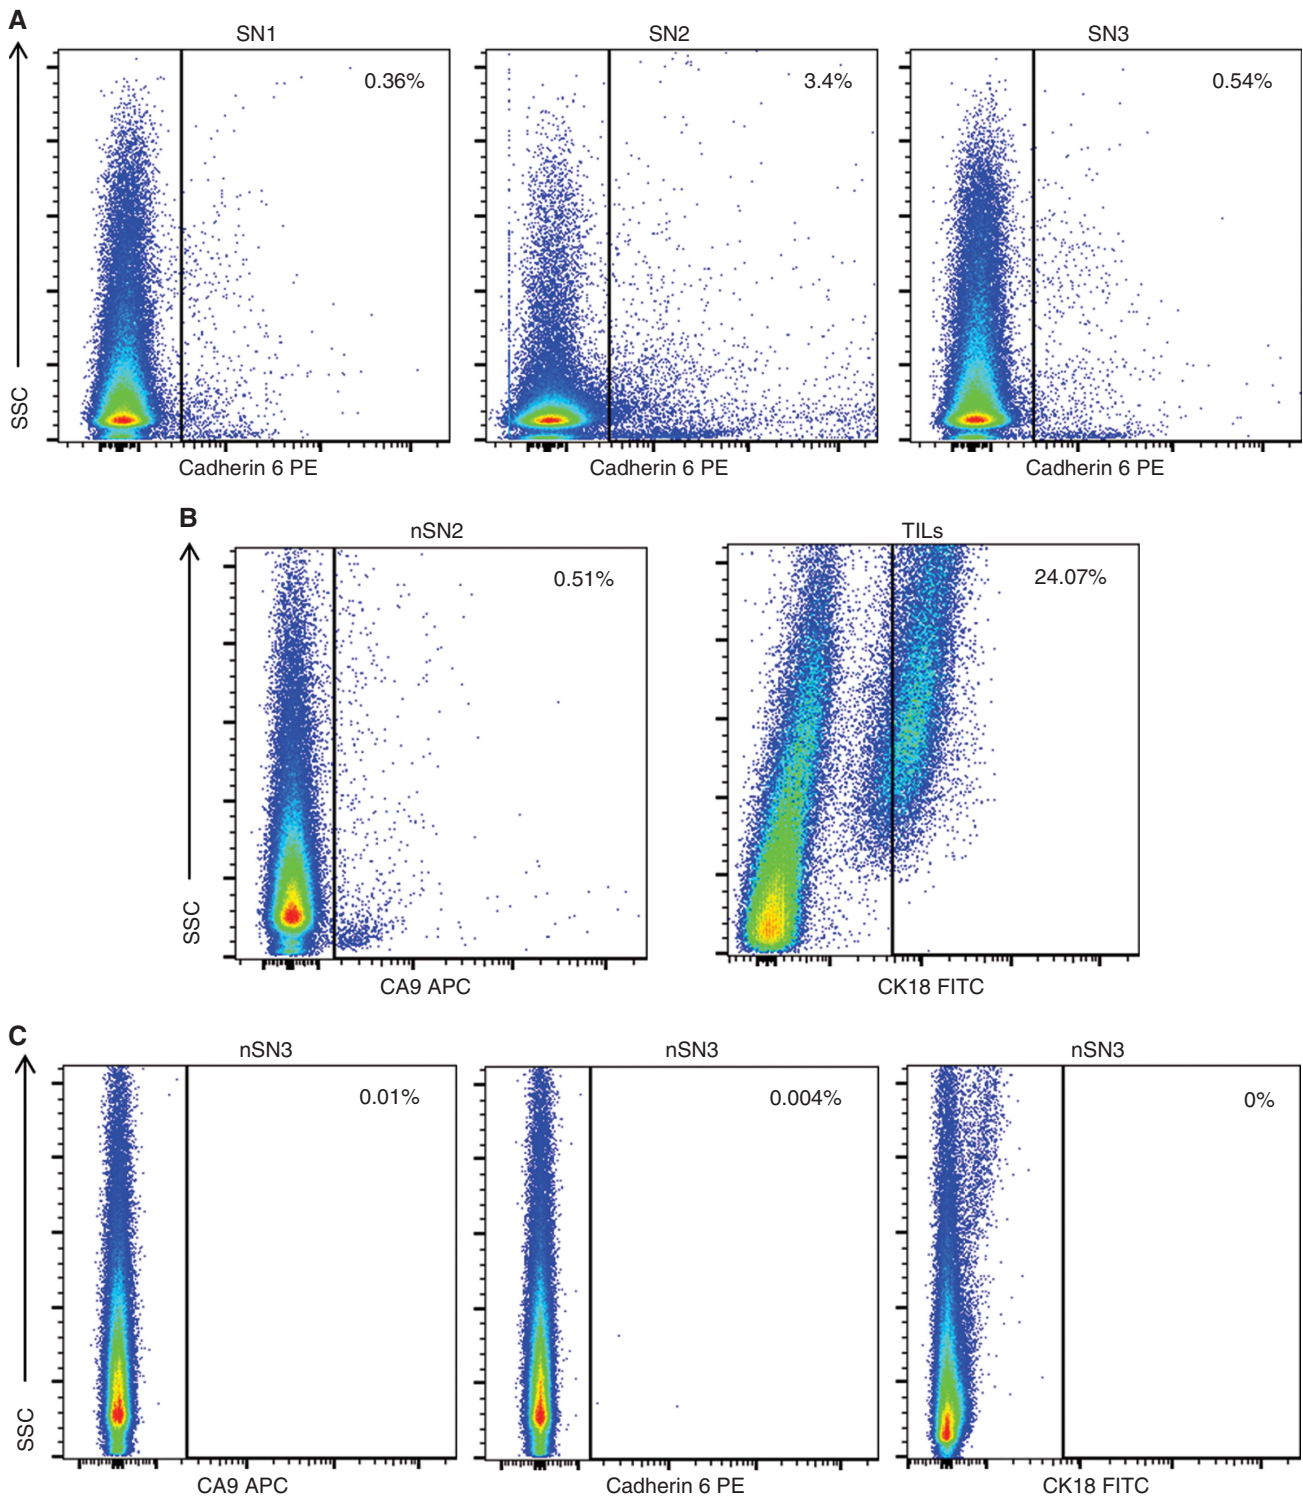 A
SN1
SN2
SN3
0.36%
3.4%
0.54%
SSC
Cadherin 6 PE
Cadherin 6 PE
Cadherin 6 PE
B
nSN2
TILs
0.51%
24.07%
SSC
CA9 APC
CK18 FITC
C
nSN3
nSN3
nSN3
0.01%
0.004%
0%
SSC
CA9 APC
Cadherin 6 PE
CK18 FITC